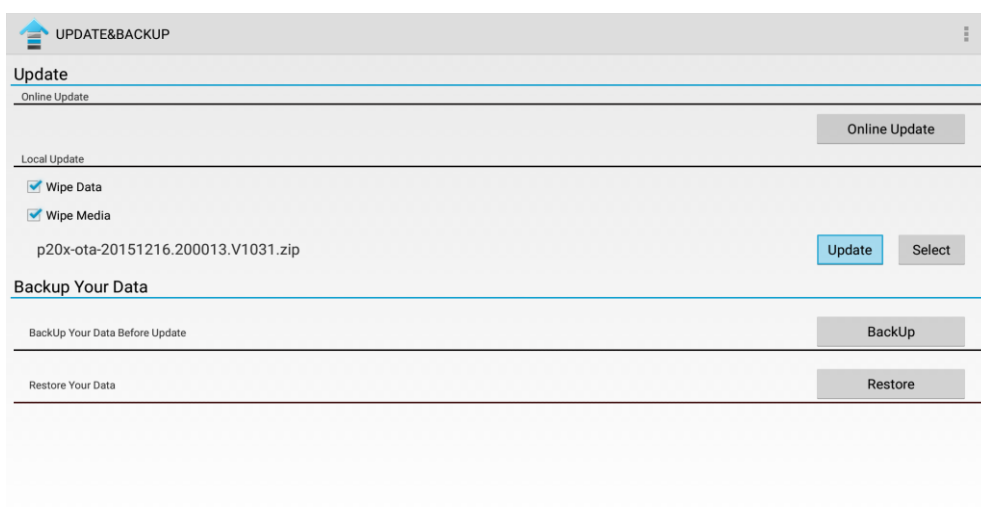 UPDATE&BACKUP
Update
Online Update
Online Update
Local Update
Wipe Data
Wipe Media
p20x-ota-20151216.200013.V1031.zip
Update
Select
Backup Your Data
BackUp Your Data Before Update
BackUp
Restore Your Data
Restore